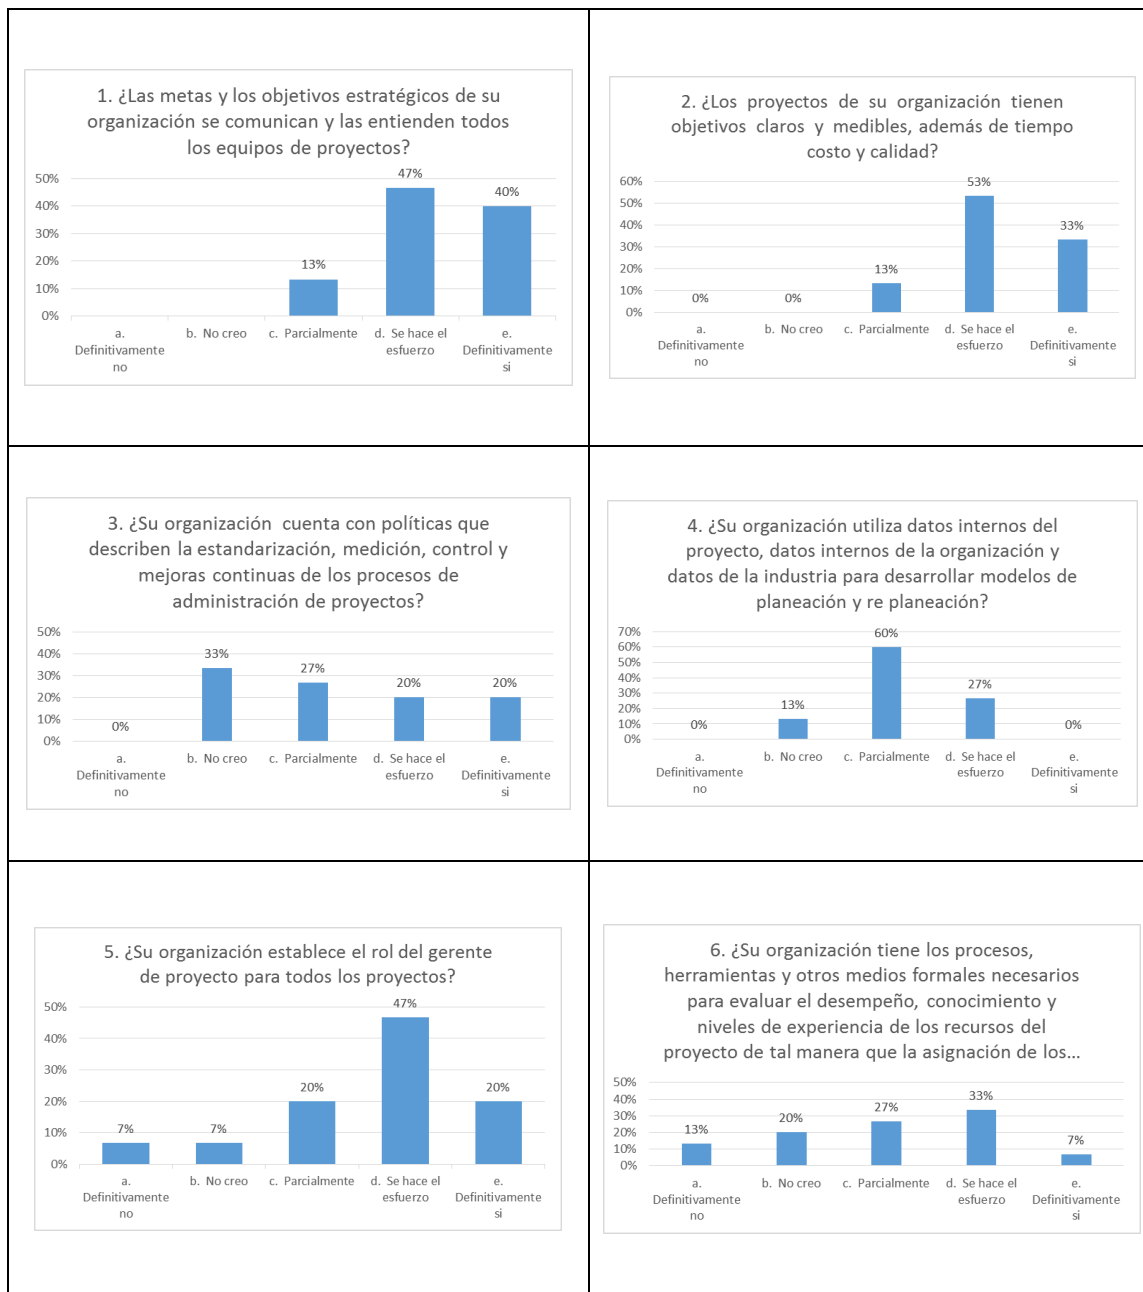 1. ¿Las metas y los objetivos estratégicos de su
organización se comunican y las entienden todos
los equipos de proyectos?
50%
40%
30%
20%
10%
0%
13%
47%
40%
a.
Definitivamente
no
b. No creo
c. Parcialmente
d. Se hace el
esfuerzo
e.
Definitivamente
si
2. ¿Los proyectos de su organización tienen
objetivos claros y medibles, además de tiempo
costo y calidad?
60%
50%
40%
30%
20%
10%
0%
0%
0%
13%
53%
33%
a.
Definitivamente
no
b. No creo
c. Parcialmente
d. Se hace el
esfuerzo
e.
Definitivamente
si
3. ¿Su organización cuenta con políticas que
describen la estandarización, medición, control y
mejoras continuas de los procesos de
administración de proyectos?
50%
40%
30%
20%
10%
0%
0%
33%
27%
20%
20%
a.
Definitivamente
no
b. No creo
c. Parcialmente
d. Se hace el
esfuerzo
e.
Definitivamente
si
4. ¿Su organización utiliza datos internos del
proyecto, datos internos de la organización y
datos de la industria para desarrollar modelos de
planeación y re planeación?
70%
60%
50%
40%
30%
20%
10%
0%
0%
13%
60%
27%
0%
a.
Definitivamente
no
b. No creo
c. Parcialmente
d. Se hace el
esfuerzo
e.
Definitivamente
si
5. ¿Su organización establece el rol del gerente
de proyecto para todos los proyectos?
50%
40%
30%
20%
10%
0%
7%
7%
20%
47%
20%
a.
Definitivamente
no
b. No creo
c. Parcialmente
d. Se hace el
esfuerzo
e.
Definitivamente
si
6. ¿Su organización tiene los procesos,
herramientas y otros medios formales necesarios
para evaluar el desempeño, conocimiento y
niveles de experiencia de los recursos del
proyecto de tal manera que la asignación de los...
50%
40%
30%
20%
10%
0%
13%
20%
27%
33%
7%
a.
Definitivamente
no
b. No creo
c. Parcialmente
d. Se hace el
esfuerzo
e.
Definitivamente
si